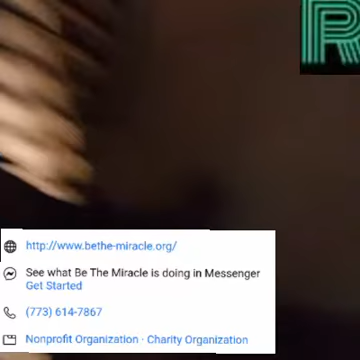 R
http://www.bethe-miracle.org/
See what Be The Miracle is doing in Messenger
Get Started
(773) 614-7867
Nonprofit Organization · Charity Organization